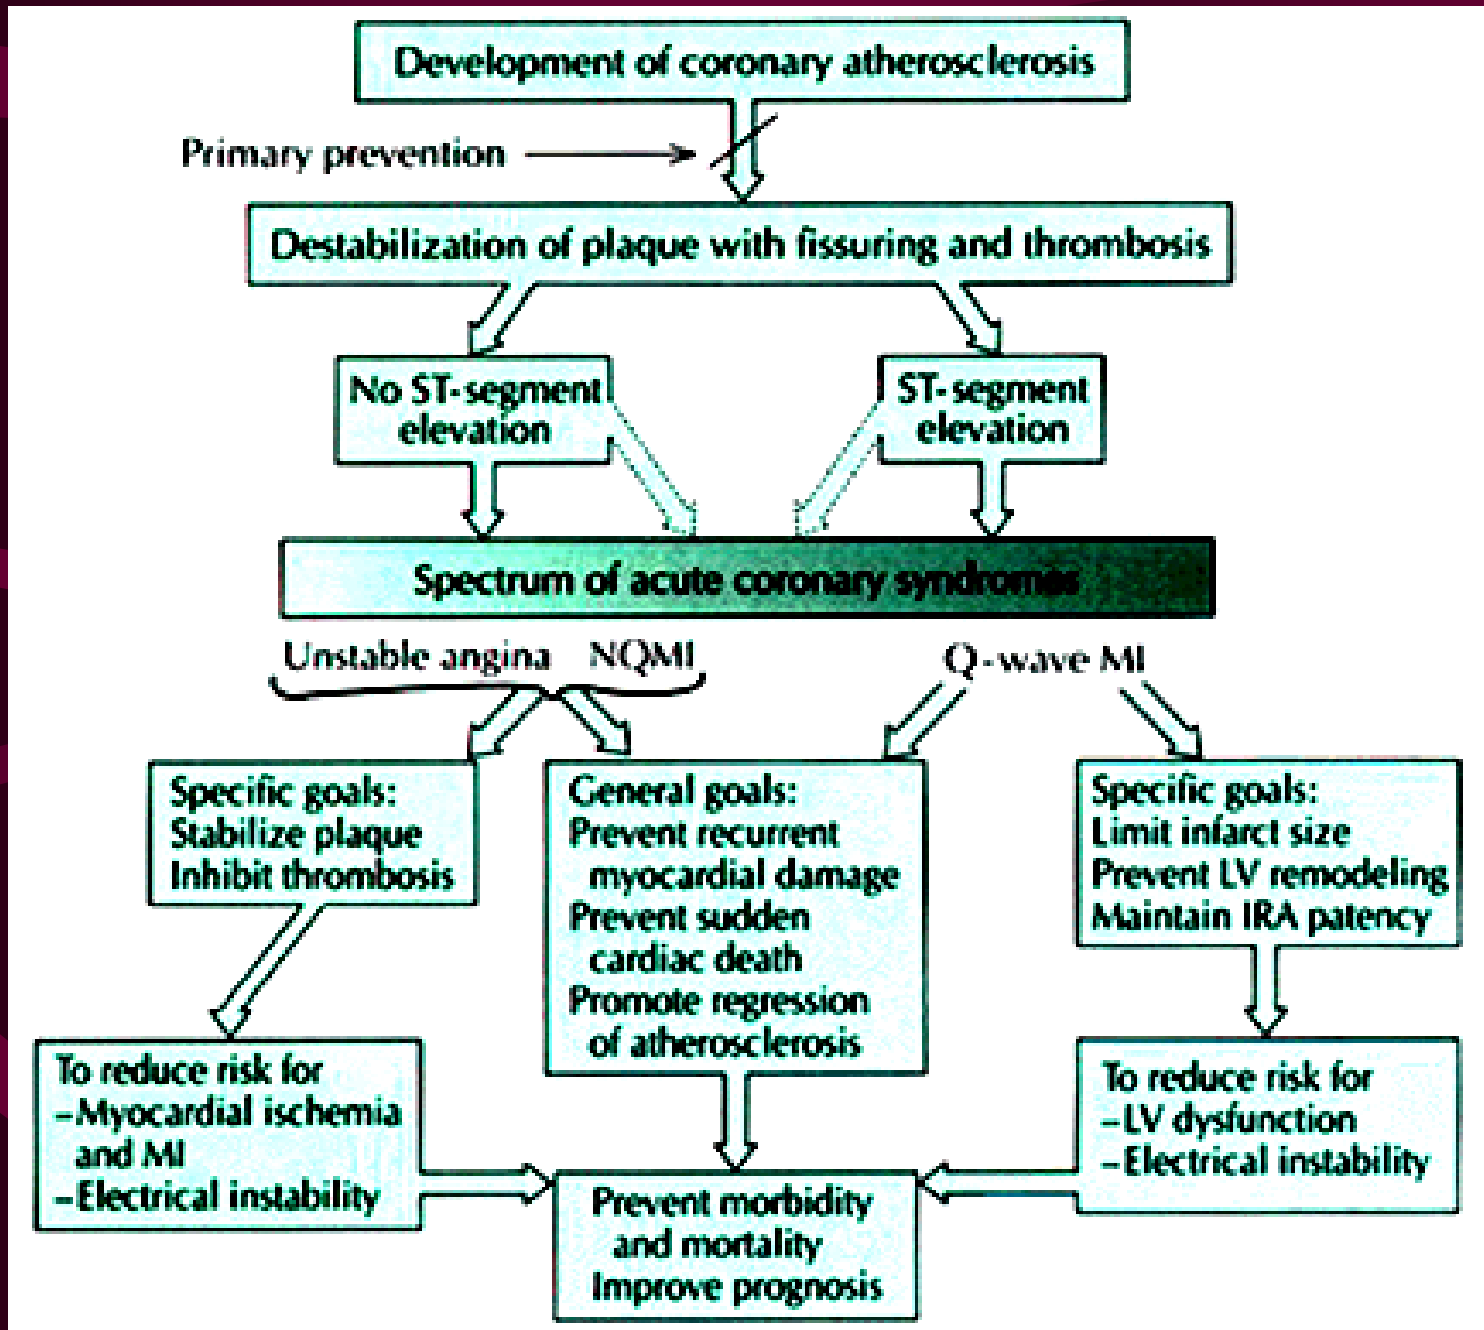 Development of coronary atherosclerosis
Primary prevention
Destabilization of plaque with fissuring and thrombosis
No ST-segment
elevation
ST-segment
elevation
Spectrum of acute coronary syndromes
Unstable angina NQMI
Q-wave MI
Specific goals:
Stabilize plaque
Inhibit thrombosis
General goals:
Prevent recurrent
myocardial damage
Prevent sudden
cardiac death
Promote regression
of atherosclerosis
Specific goals:
Limit infarct size
Prevent LV remodeling
Maintain IRA patency
To reduce risk for
–Myocardial ischemia
and MI
–Electrical instability
To reduce risk for
–LV dysfunction
–Electrical instability
Prevent morbidity
and mortality
Improve prognosis